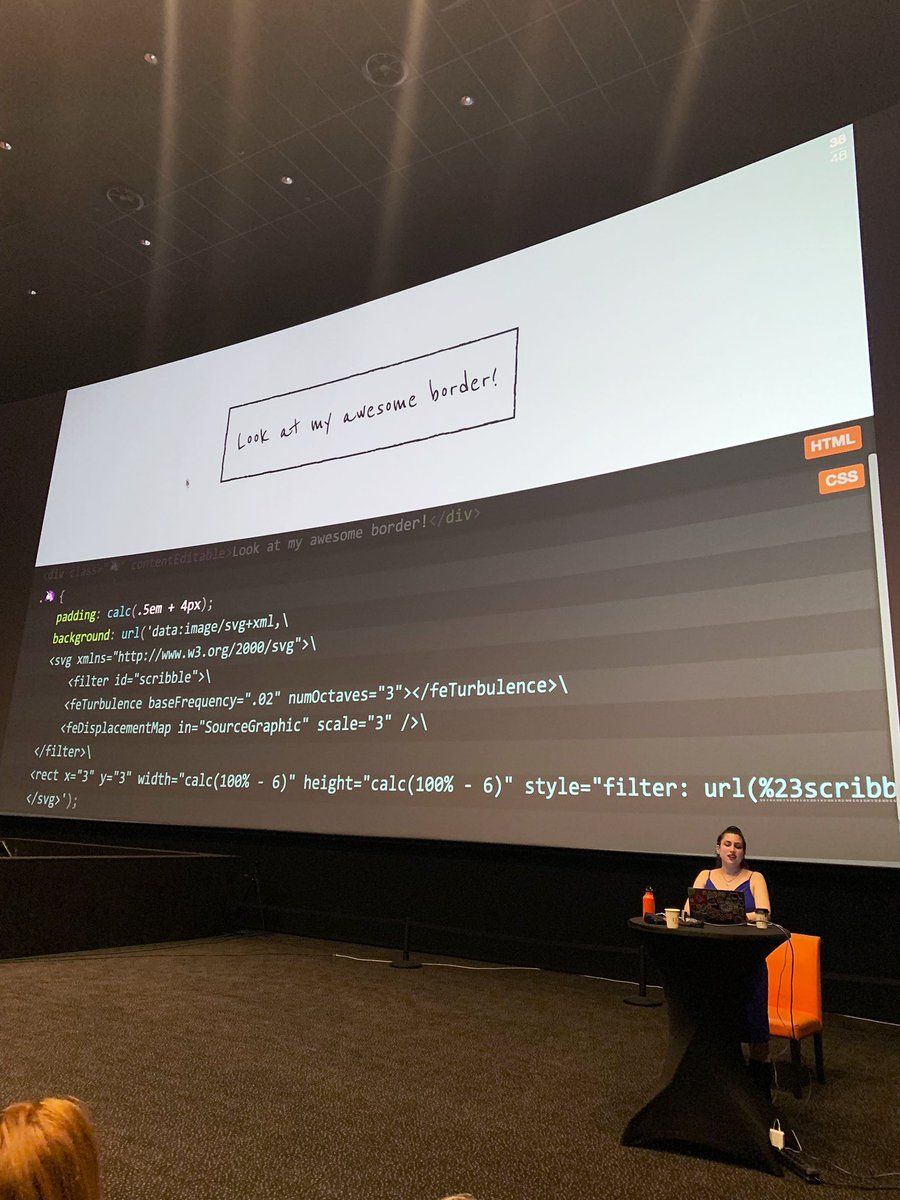 38
48
Look at my awesome border!
HTML
CSS
<div class="🦄" contentEditable>Look at my awesome border!</div>
.🦄 {
padding: calc(.5em + 4px);
background: url('data:image/svg+xml,\
<svg xmlns="http://www.w3.org/2000/svg">\
<filter id="scribble">\
<feTurbulence baseFrequency=".02" numOctaves="3"></feTurbulence>\
<feDisplacementMap in="SourceGraphic" scale="3" />\
</filter>\
<rect x="3" y="3" width="calc(100% - 6)" height="calc(100% - 6)" style="filter: url(%23scribb
</svg>');